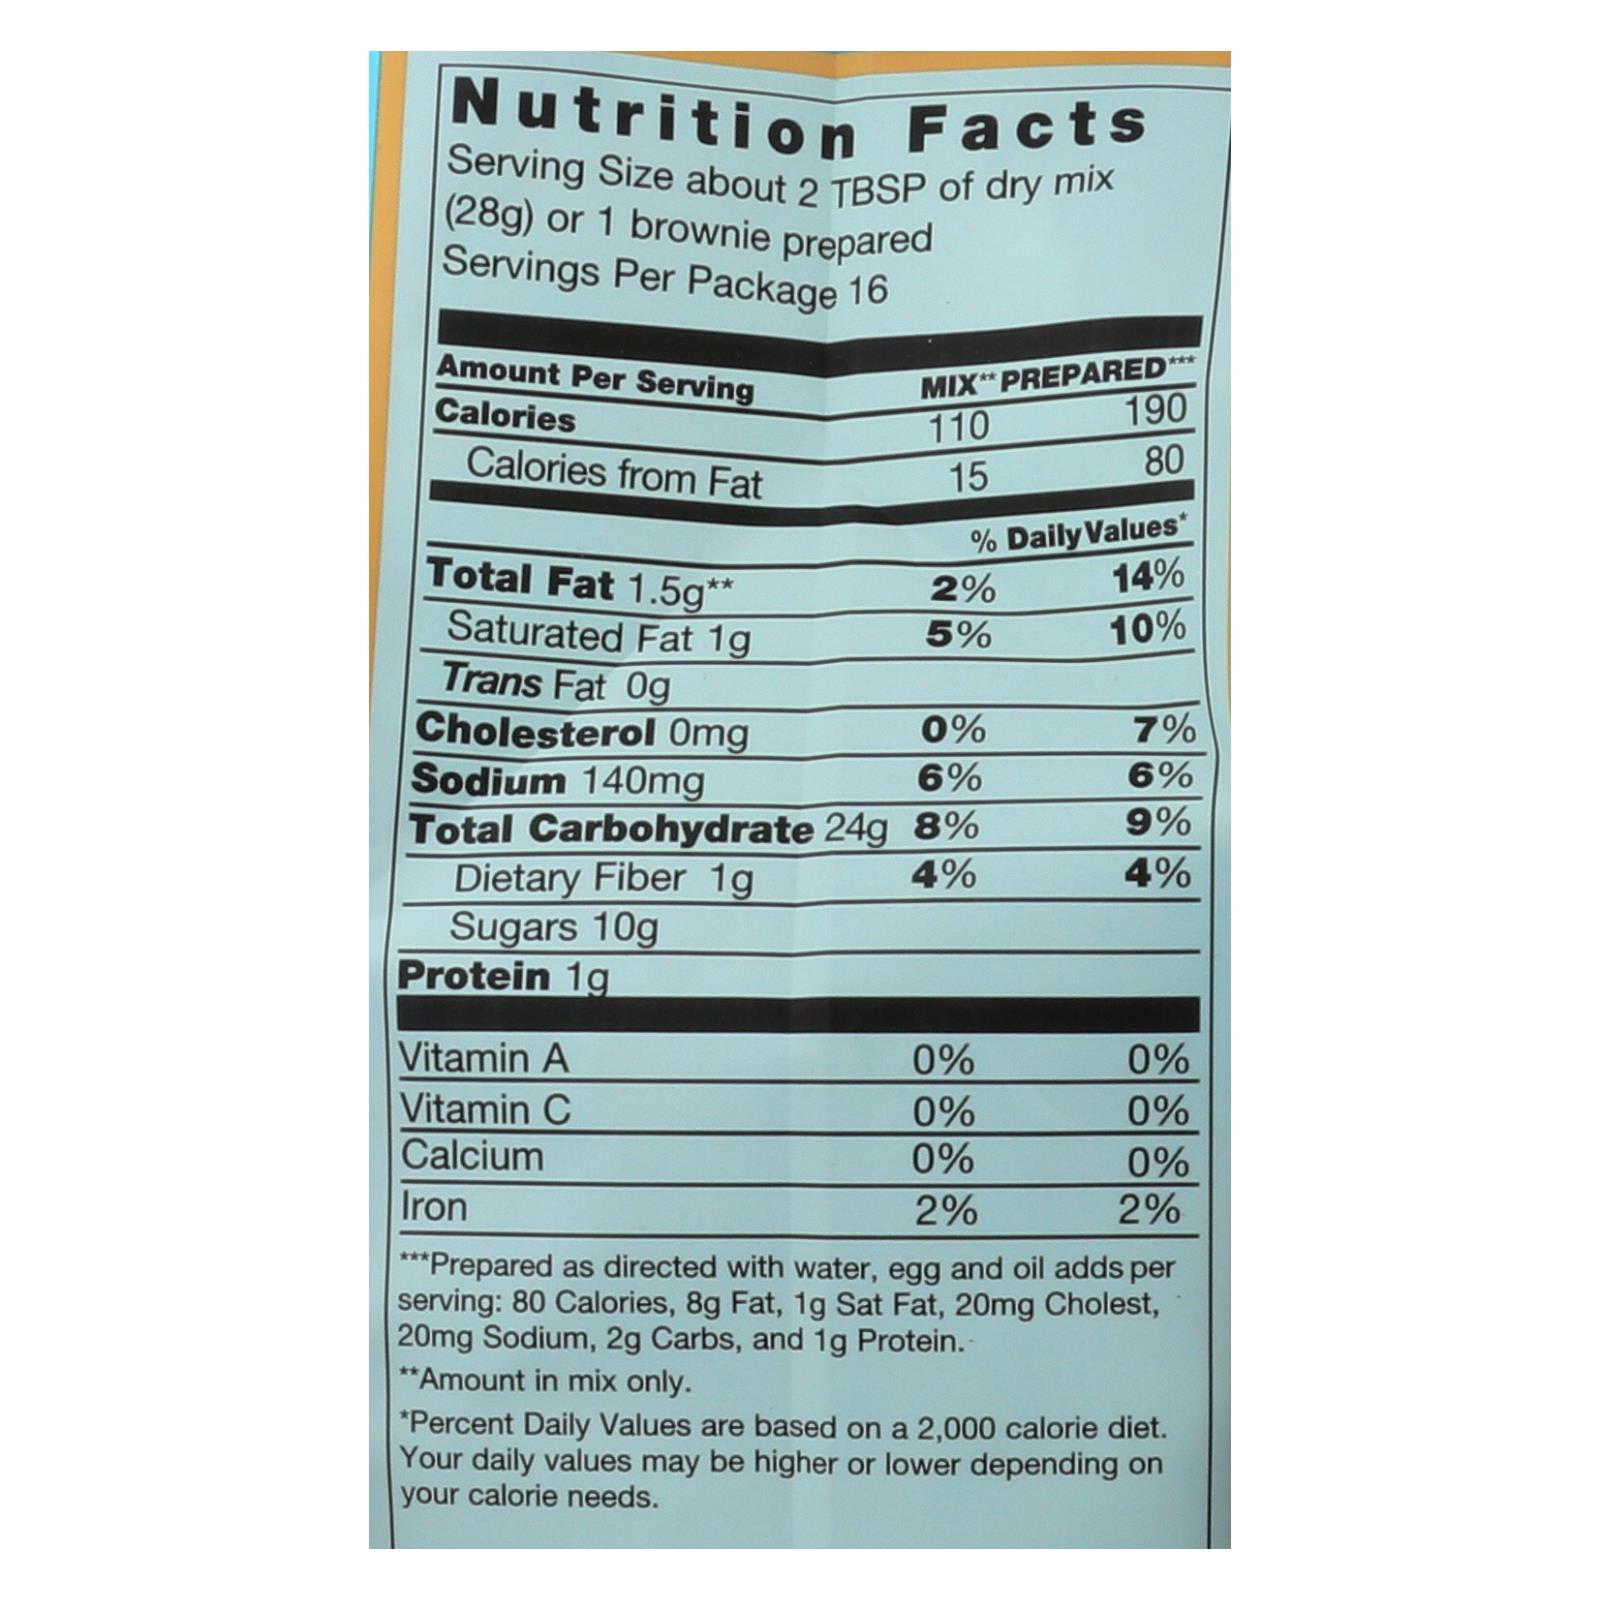 Nutrition Facts
Serving Size about 2 TBSP of dry mix
(28g) or 1 brownie prepared
Servings Per Package 16
Amount Per Serving MIX** PREPARED***
Calories 110 190
Calories from Fat 15 80
% Daily Values*
Total Fat 1.5g** 2% 14%
Saturated Fat 1g 5% 10%
Trans Fat 0g
Cholesterol 0mg 0% 7%
Sodium 140mg 6% 6%
Total Carbohydrate 24g 8% 9%
Dietary Fiber 1g 4% 4%
Sugars 10g
Protein 1g
Vitamin A 0% 0%
Vitamin C 0% 0%
Calcium 0% 0%
Iron 2% 2%
***Prepared as directed with water, egg and oil adds per
serving: 80 Calories, 8g Fat, 1g Sat Fat, 20mg Cholest,
20mg Sodium, 2g Carbs, and 1g Protein.
**Amount in mix only.
*Percent Daily Values are based on a 2,000 calorie diet.
Your daily values may be higher or lower depending on
your calorie needs.